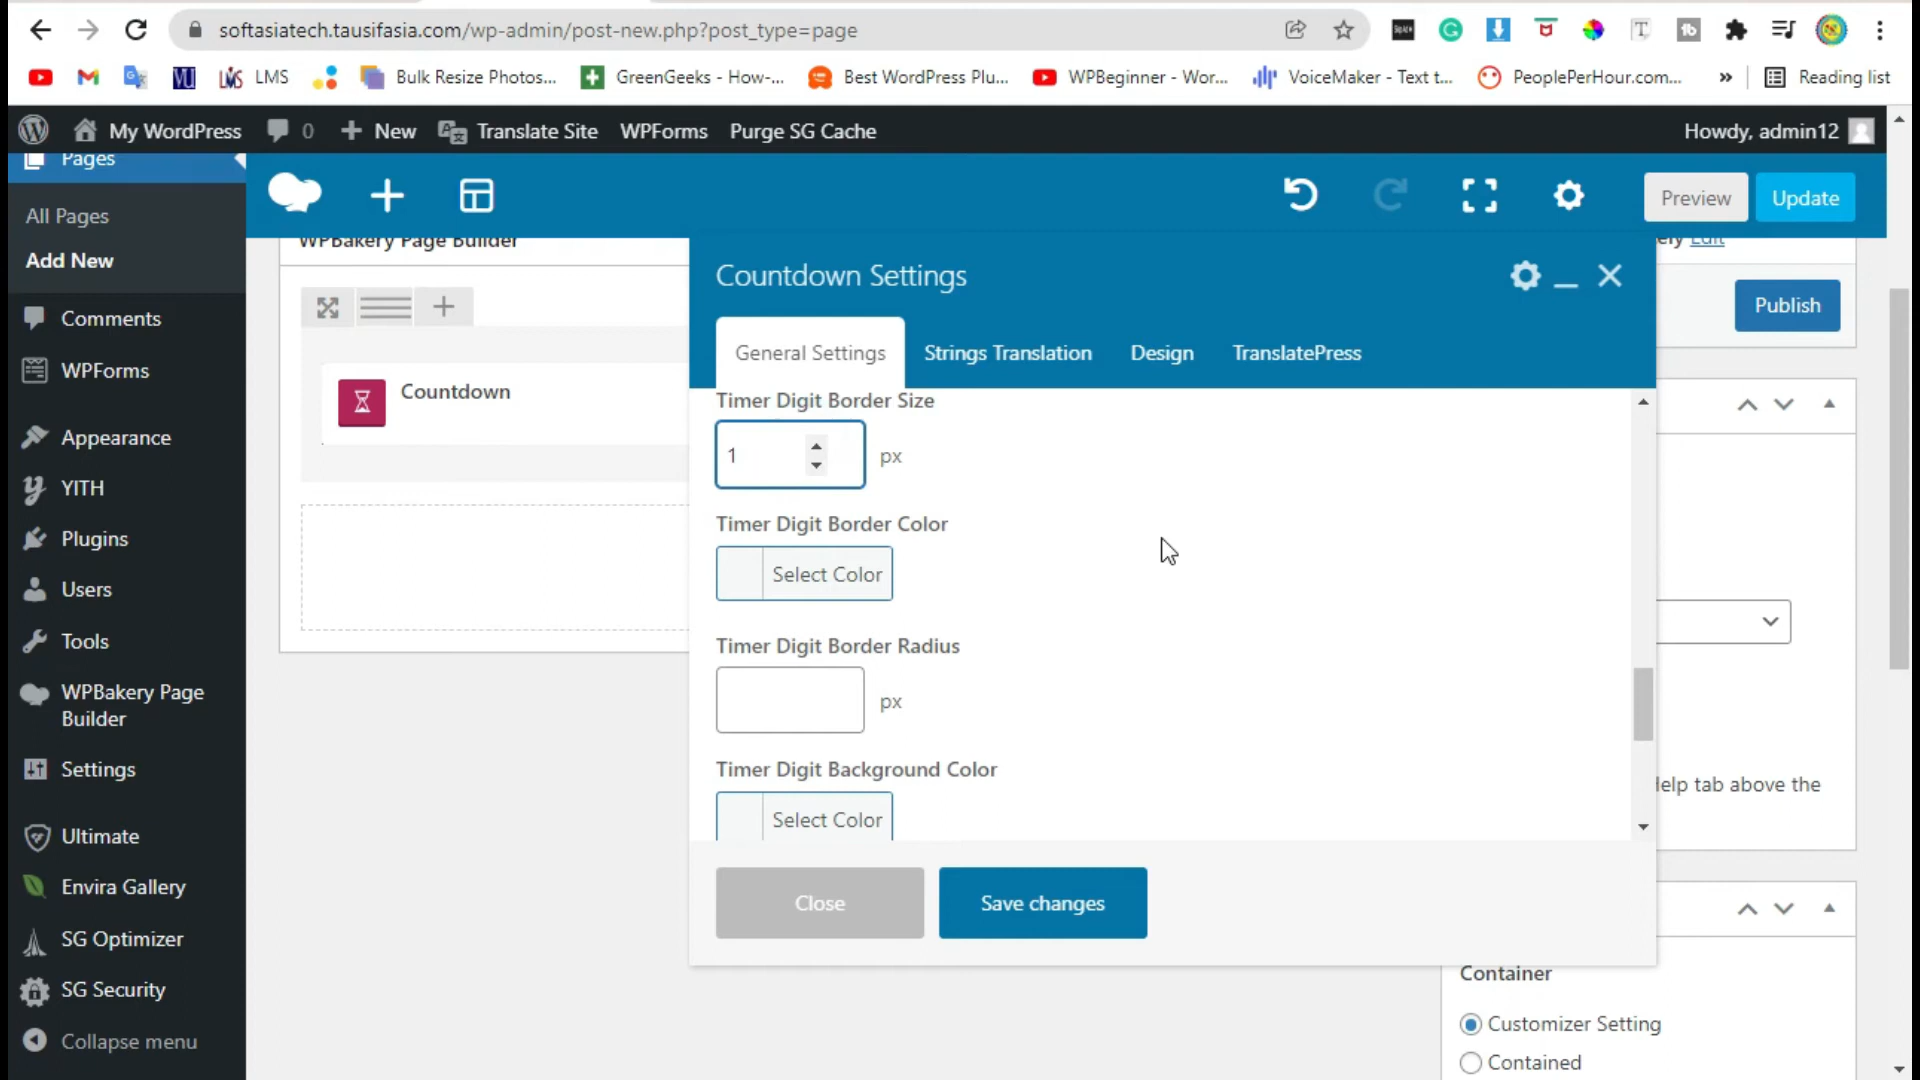 softasiatech.tausifasia.com/wp-admin/post-new.php?post_type=page
LMS
Bulk Resize Photos...
GreenGeeks - How-...
Best WordPress Plu...
WPBeginner - Wor...
VoiceMaker - Text t...
PeoplePerHour.com...
»
Reading list
My WordPress
0
New
Translate Site
WPForms
Purge SG Cache
Howdy, admin12
Pages
All Pages
Add New
Comments
WPForms
Appearance
YITH
Plugins
Users
Tools
WPBakery Page
Builder
Settings
Ultimate
Envira Gallery
SG Optimizer
SG Security
Collapse menu
Preview
Update
WPBakery Page Builder
Countdown
Edit
Publish
Countdown Settings
General Settings
Strings Translation
Design
TranslatePress
Timer Digit Border Size
1
px
Timer Digit Border Color
Select Color
Timer Digit Border Radius
px
Timer Digit Background Color
Select Color
Close
Save changes
Help tab above the
Container
Customizer Setting
Contained